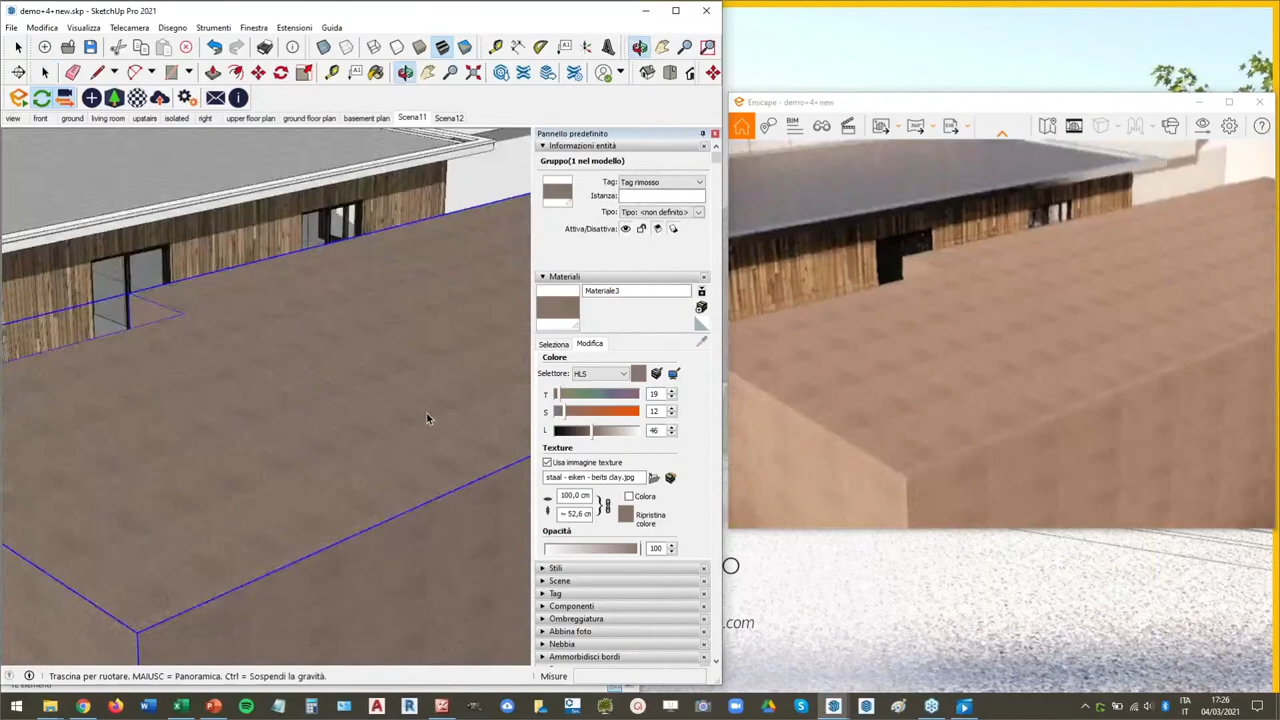 demo+4+new.skp - SketchUp Pro 2021
File
Modifica
Visualizza
Telecamera
Disegno
Strumenti
Finestra
Estensioni
Guida
view
front
ground
living room
upstairs
isolated
right
upper floor plan
ground floor plan
basement plan
Scena11
Scena12
Pannello predefinito
Informazioni entità
Gruppo(1 nel modello)
Tag:
Tag rimosso
Istanza:
Tipo:
Tipo: <non definito>
Attiva/Disattiva:
Materiali
Materiale3
Seleziona
Modifica
Colore
Selettore:
HLS
T
19
S
12
L
46
Texture
Usa immagine texture
staal - eiken - beits clay.jpg
100,0 cm
Colora
~ 52,6 cm
Ripristina
colore
Opacità
100
Stili
Scene
Tag
Componenti
Ombreggiatura
Abbina foto
Nebbia
Ammorbidisci bordi
Trascina per ruotare. MAIUSC = Panoramica. Ctrl = Sospendi la gravità.
Misure
Enscape - demo+4+new
BIM
.com
ITA
IT
17:26
04/03/2021